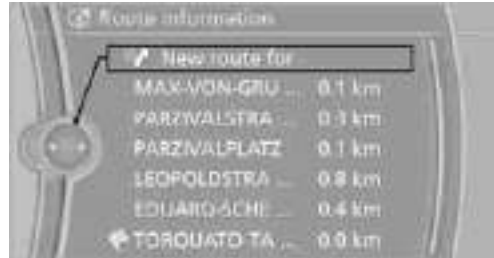 Route information
New route for
MAX-VON-GRU ... 0.1 km
PARZIVALSTRA ... 0.3 km
PARZIVALPLATZ 0.1 km
LEOPOLDSTRA ... 0.8 km
EDUARD-SCHE ... 0.4 km
TORQUATO-TA ... 0.0 km